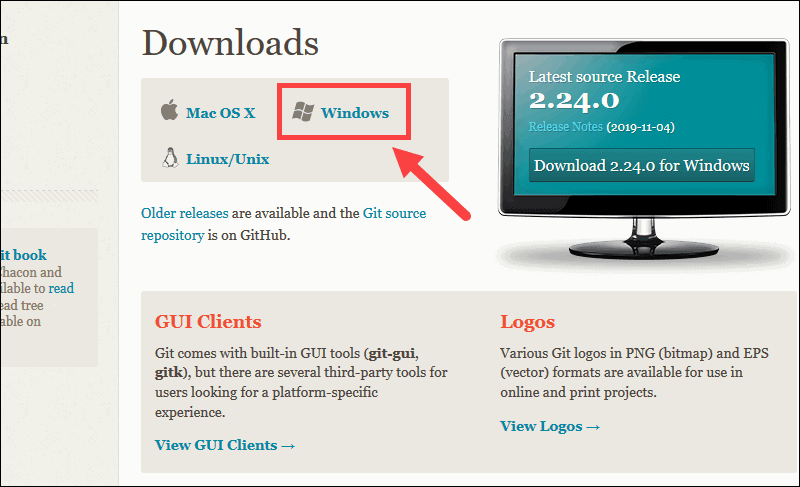 n
Downloads
Mac OS X
Windows
Linux/Unix
Older releases are available and the Git source
repository is on GitHub.
Latest source Release
2.24.0
Release Notes (2019-11-04)
Download 2.24.0 for Windows
it book
Chacon and
ilable to read
ead tree
able on
GUI Clients
Git comes with built-in GUI tools (git-gui,
gitk), but there are several third-party tools for
users looking for a platform-specific
experience.
View GUI Clients →
Logos
Various Git logos in PNG (bitmap) and EPS
(vector) formats are available for use in
online and print projects.
View Logos →